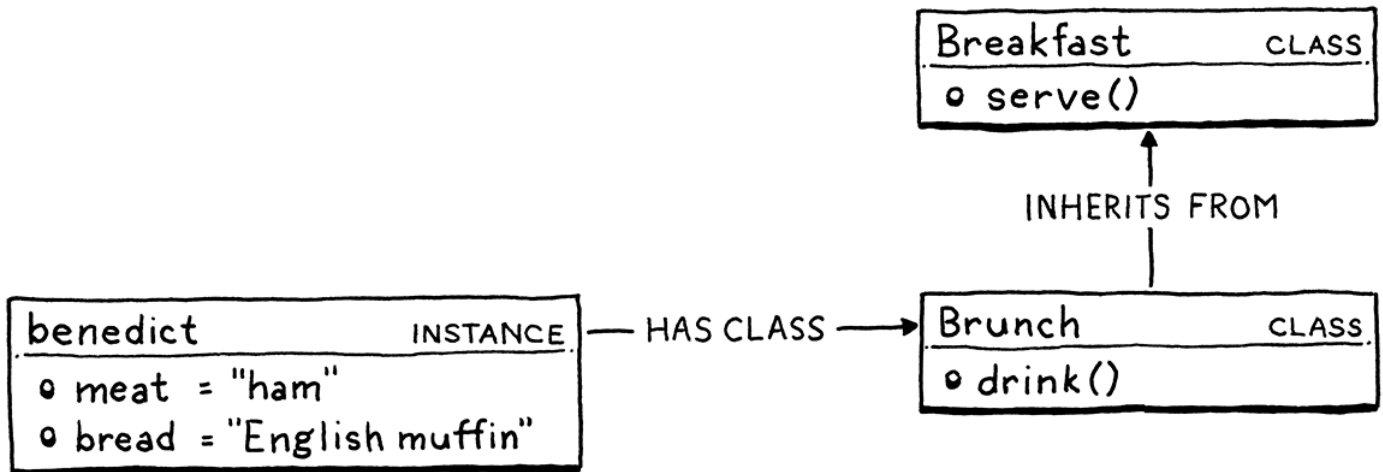 Breakfast CLASS
serve()
INHERITS FROM
benedict INSTANCE
meat = "ham"
bread = "English muffin"
HAS CLASS
Brunch CLASS
drink()